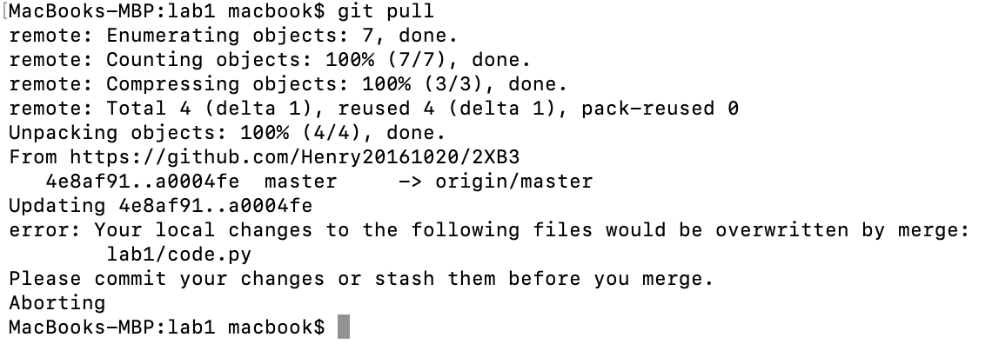 [MacBooks-MBP:lab1 macbook$ git pull
remote: Enumerating objects: 7, done.
remote: Counting objects: 100% (7/7), done.
remote: Compressing objects: 100% (3/3), done.
remote: Total 4 (delta 1), reused 4 (delta 1), pack-reused 0
Unpacking objects: 100% (4/4), done.
From https://github.com/Henry20161020/2XB3
   4e8af91..a0004fe  master     -> origin/master
Updating 4e8af91..a0004fe
error: Your local changes to the following files would be overwritten by merge:
        lab1/code.py
Please commit your changes or stash them before you merge.
Aborting
MacBooks-MBP:lab1 macbook$